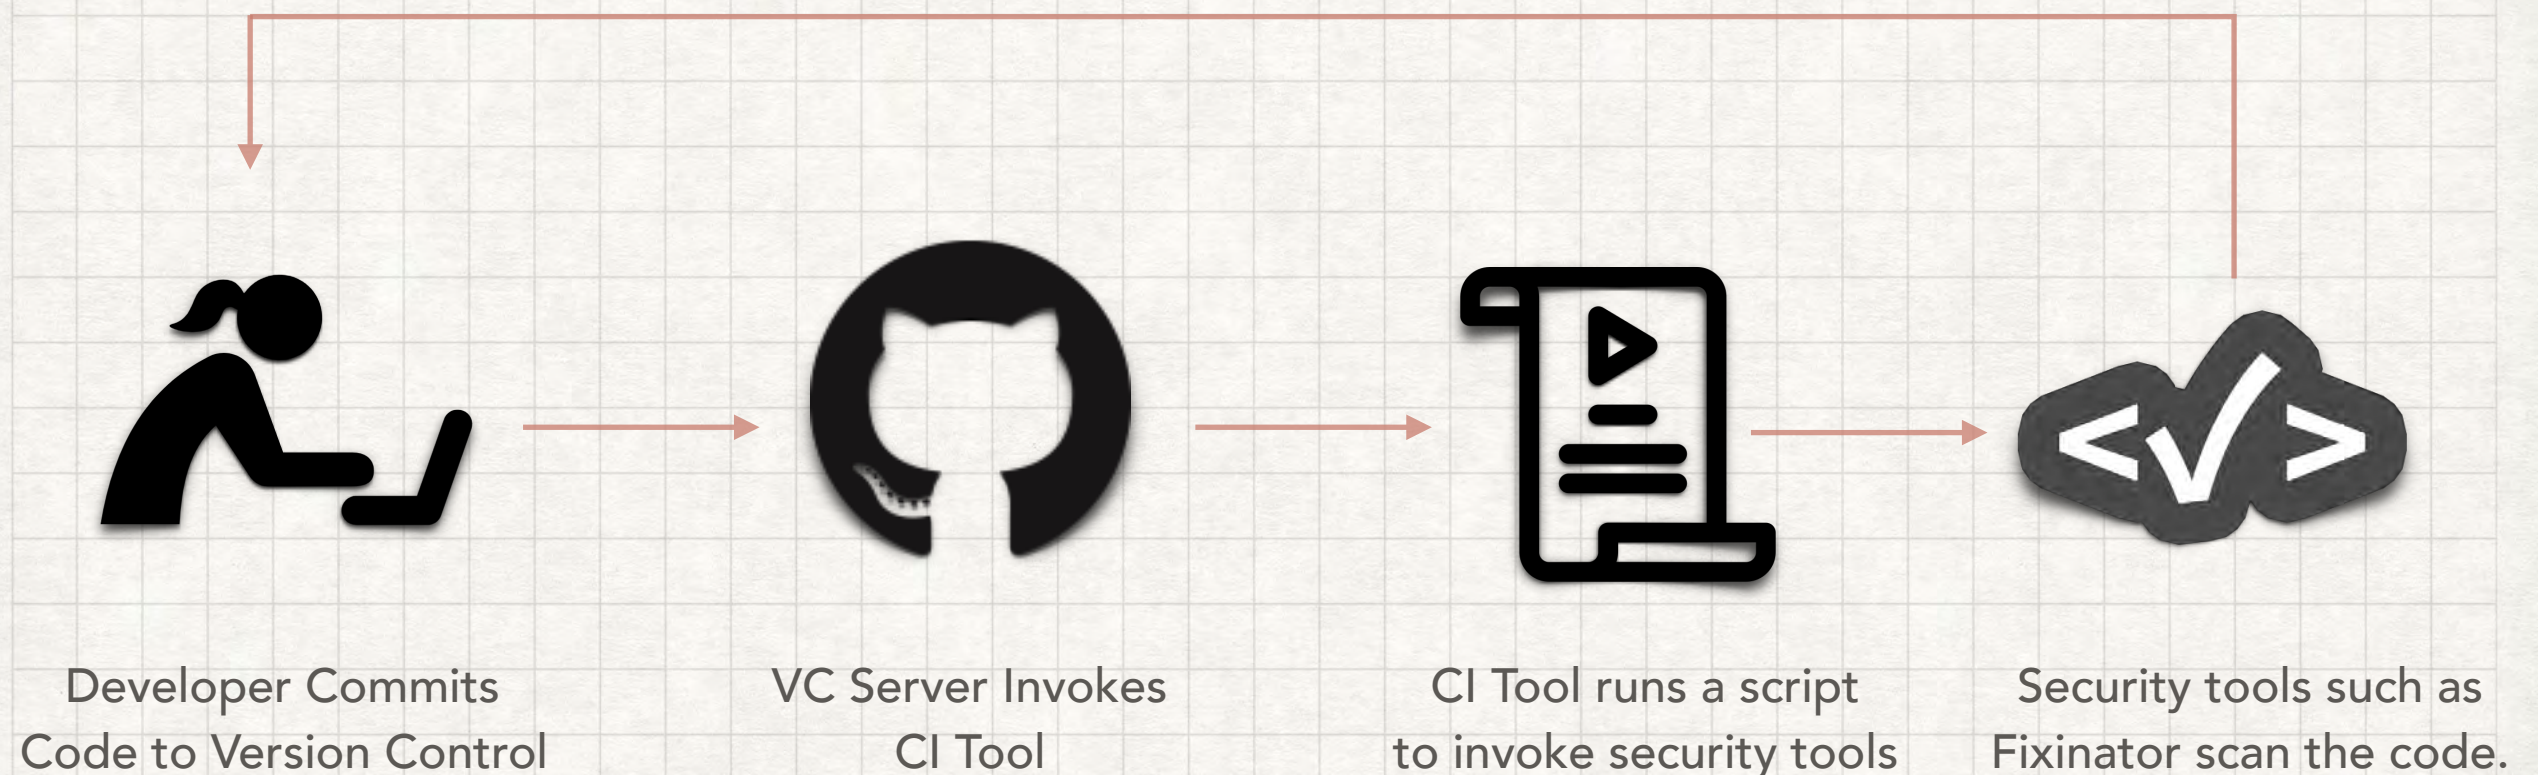 Developer Commits
Code to Version Control
VC Server Invokes
CI Tool
CI Tool runs a script
to invoke security tools
Security tools such as
Fixinator scan the code.